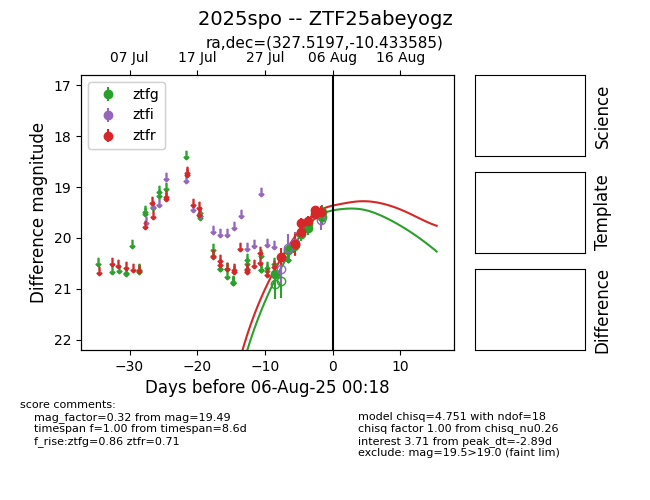 2025spo -- ZTF25abeyogz
ra,dec=(327.5197,-10.433585)
07 Jul 17 Jul 27 Jul 06 Aug 16 Aug
17
18
19
20
21
22
Difference magnitude
ztfg
ztfi
ztfr
−30 −20 −10 0 10
Days before 06-Aug-25 00:18
Science
Template
Difference
score comments:
mag_factor=0.32 from mag=19.49
timespan f=1.00 from timespan=8.6d
f_rise:ztfg=0.86 ztfr=0.71
model chisq=4.751 with ndof=18
chisq factor 1.00 from chisq_nu0.26
interest 3.71 from peak_dt=-2.89d
exclude: mag=19.5>19.0 (faint lim)